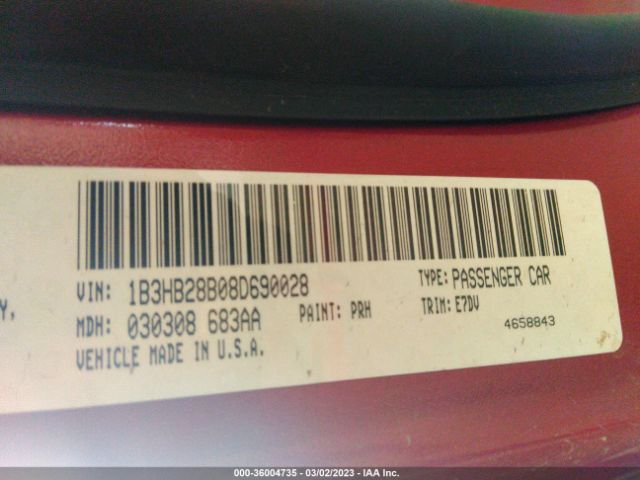 VIN: 1B3HB28B08D690028 TYPE: PASSENGER CAR
Y,
MDH: 030308 683AA PAINT: PRH TRIM: E7DV
VEHICLE MADE IN U.S.A. 4658843
000-36004735 - 03/02/2023 - IAA Inc.